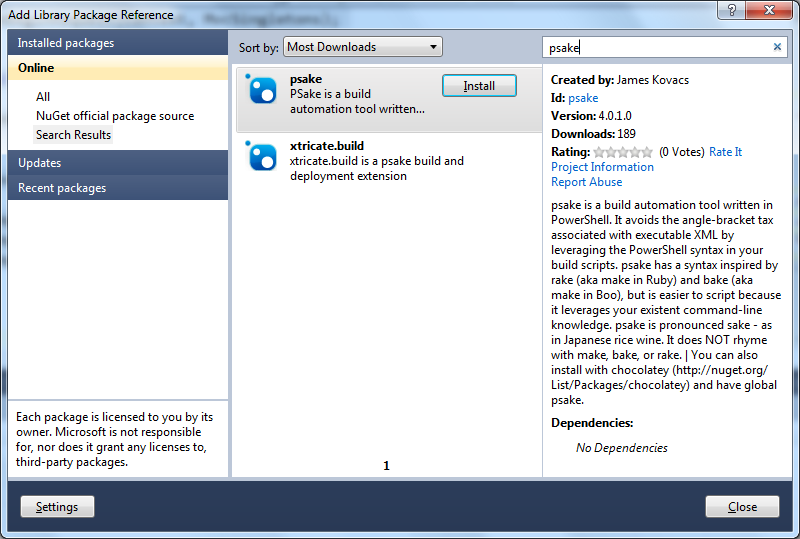 Add Library Package Reference
Installed packages
Online
All
NuGet official package source
Search Results
Updates
Recent packages
Each package is licensed to you by its
owner. Microsoft is not responsible
for, nor does it grant any licenses to,
third-party packages.
Sort by: Most Downloads
psake
psake
PSake is a build
automation tool written...
Install
xtricate.build
xtricate.build is a psake build and
deployment extension
1
Created by: James Kovacs
Id: psake
Version: 4.0.1.0
Downloads: 189
Rating: (0 Votes) Rate It
Project Information
Report Abuse
psake is a build automation tool written in
PowerShell. It avoids the angle-bracket tax
associated with executable XML by
leveraging the PowerShell syntax in your
build scripts. psake has a syntax inspired by
rake (aka make in Ruby) and bake (aka
make in Boo), but is easier to script because
it leverages your existent command-line
knowledge. psake is pronounced sake - as
in Japanese rice wine. It does NOT rhyme
with make, bake, or rake. | You can also
install with chocolatey (http://nuget.org/
List/Packages/chocolatey) and have global
psake.
Dependencies:
No Dependencies
Settings
Close